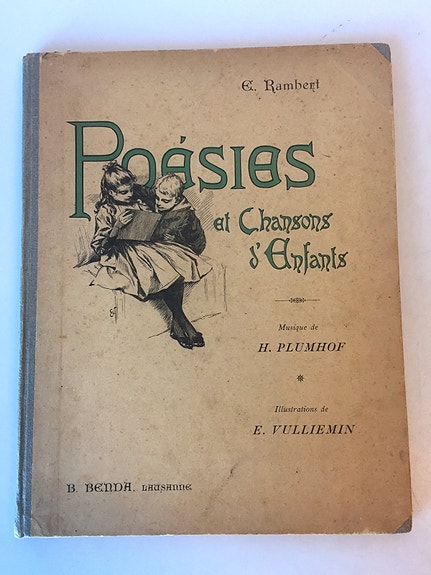 E. Rambert
Poésies
et Chansons
d'Enfants
Musique de
H. PLUMHOF
Illustrations de
E. VULLIEMIN
B. BENDA, LAUSANNE